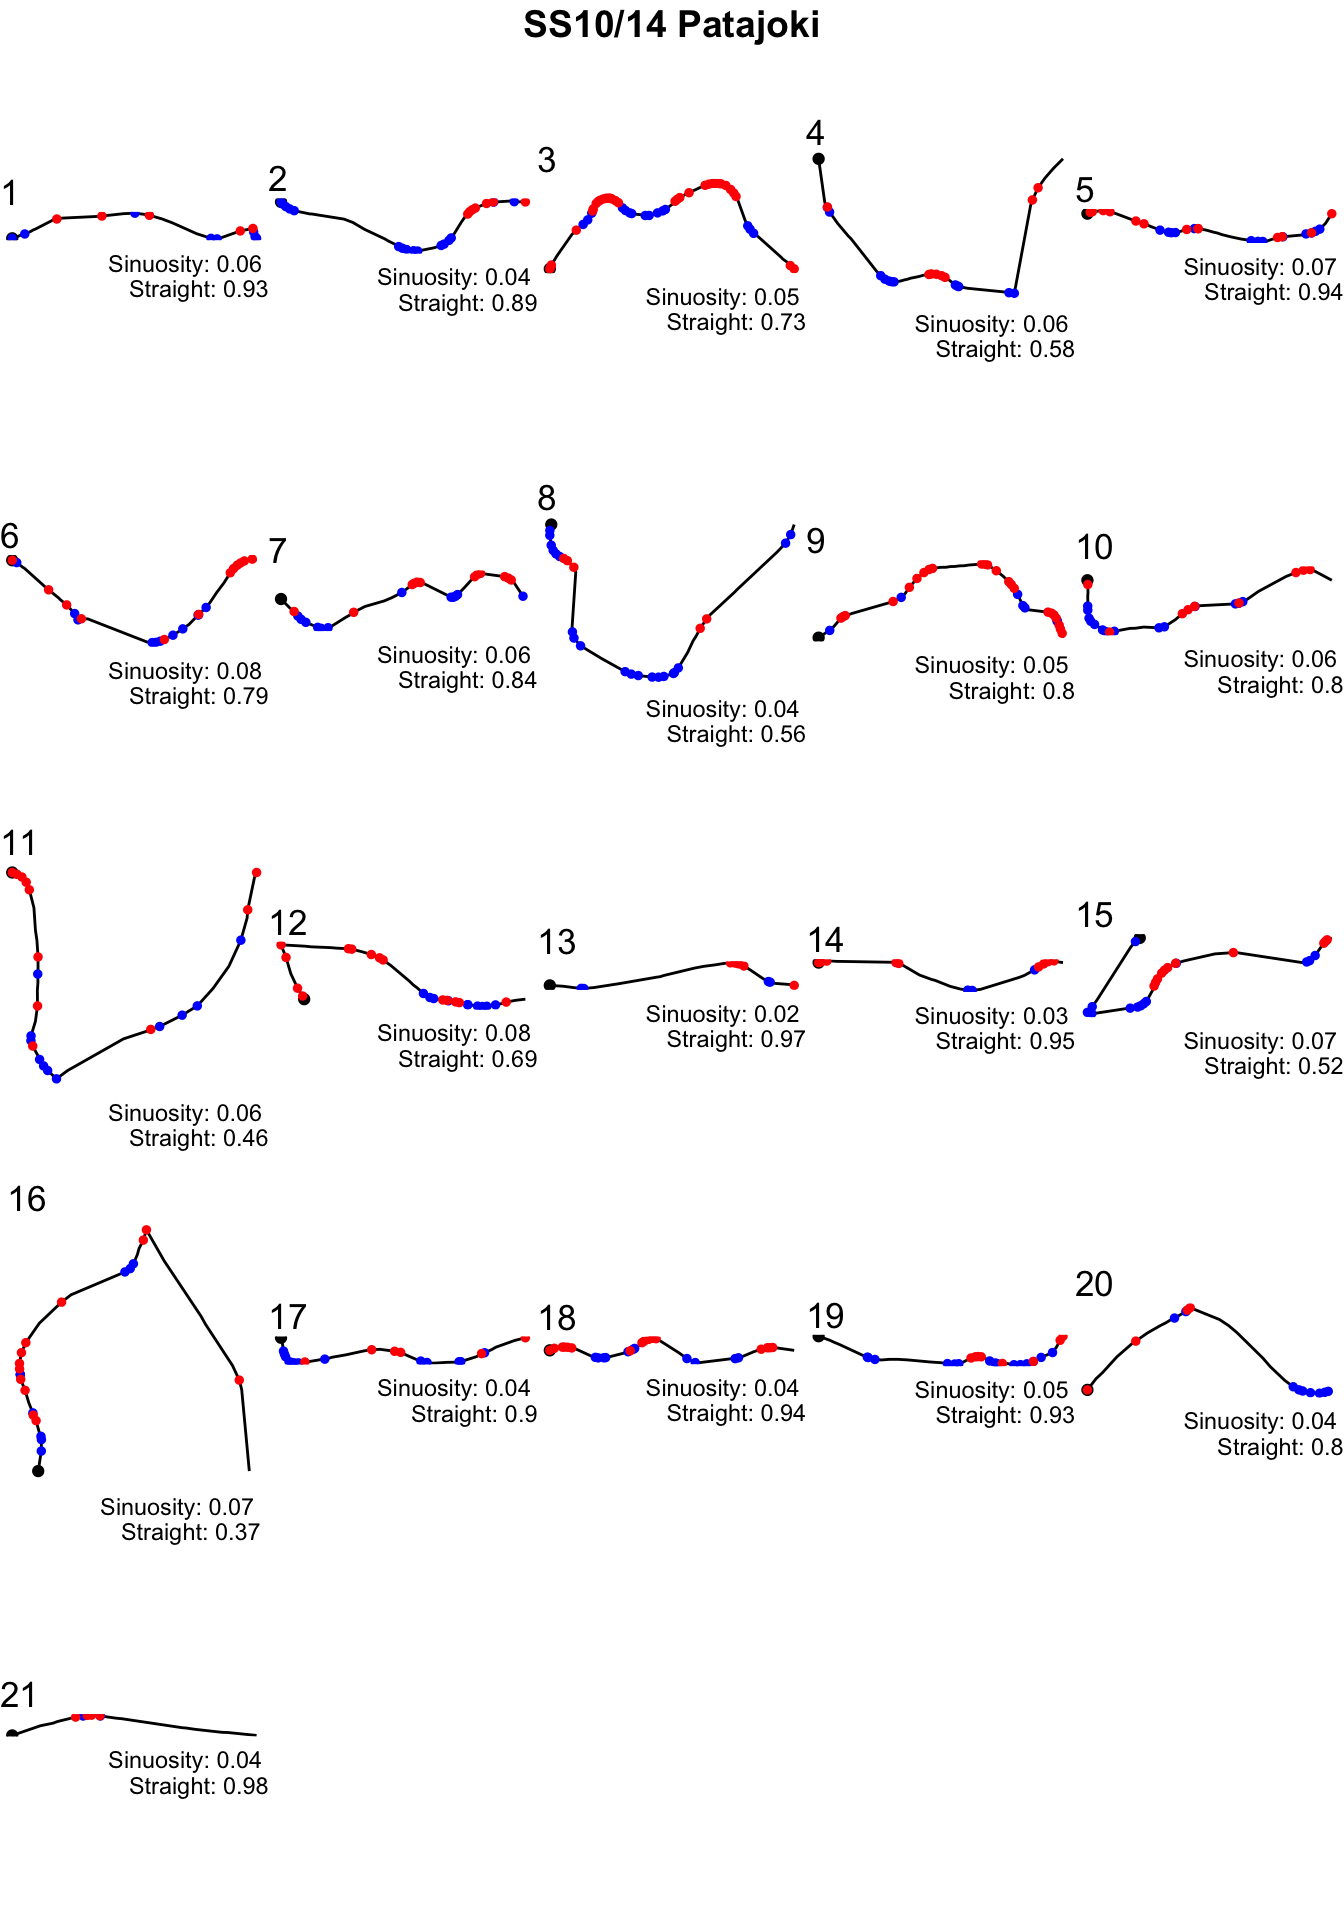 SS10/14 Patajoki
1
Sinuosity: 0.06
Straight: 0.93
2
Sinuosity: 0.04
Straight: 0.89
3
Sinuosity: 0.05
Straight: 0.73
4
Sinuosity: 0.06
Straight: 0.58
5
Sinuosity: 0.07
Straight: 0.94
6
Sinuosity: 0.08
Straight: 0.79
7
Sinuosity: 0.06
Straight: 0.84
8
Sinuosity: 0.04
Straight: 0.56
9
Sinuosity: 0.05
Straight: 0.8
10
Sinuosity: 0.06
Straight: 0.8
11
Sinuosity: 0.06
Straight: 0.46
12
Sinuosity: 0.08
Straight: 0.69
13
Sinuosity: 0.02
Straight: 0.97
14
Sinuosity: 0.03
Straight: 0.95
15
Sinuosity: 0.07
Straight: 0.52
16
Sinuosity: 0.07
Straight: 0.37
17
Sinuosity: 0.04
Straight: 0.9
18
Sinuosity: 0.04
Straight: 0.94
19
Sinuosity: 0.05
Straight: 0.93
20
Sinuosity: 0.04
Straight: 0.8
21
Sinuosity: 0.04
Straight: 0.98